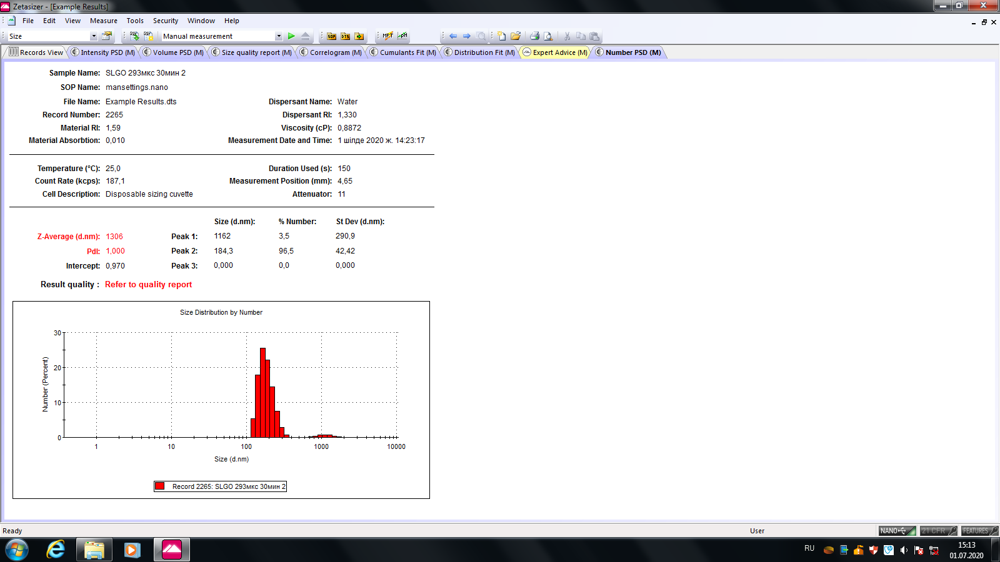 Zetasizer - [Example Results]
File Edit View Measure Tools Security Window Help
Size Manual measurement
Records View Intensity PSD (M) Volume PSD (M) Size quality report (M) Correlogram (M) Cumulants Fit (M) Distribution Fit (M) Expert Advice (M) Number PSD (M)
Sample Name: SLGO 293мкс 30мин 2
SOP Name: mansettings.nano
File Name: Example Results.dts Dispersant Name: Water
Record Number: 2265 Dispersant RI: 1,330
Material RI: 1,59 Viscosity (cP): 0,8872
Material Absorbtion: 0,010 Measurement Date and Time: 1 шілде 2020 ж. 14:23:17
Temperature (°C): 25,0 Duration Used (s): 150
Count Rate (kcps): 187,1 Measurement Position (mm): 4,65
Cell Description: Disposable sizing cuvette Attenuator: 11
Size (d.nm): % Number: St Dev (d.nm):
Z-Average (d.nm): 1306 Peak 1: 1162 3,5 290,9
PdI: 1,000 Peak 2: 184,3 96,5 42,42
Intercept: 0,970 Peak 3: 0,000 0,0 0,000
Result quality : Refer to quality report
Size Distribution by Number
Number (Percent)
30
20
10
0
1 10 100 1000 10000
Size (d.nm)
Record 2265: SLGO 293мкс 30мин 2
Ready User NANO 21 CFR FEATURES
RU 15:13
01.07.2020